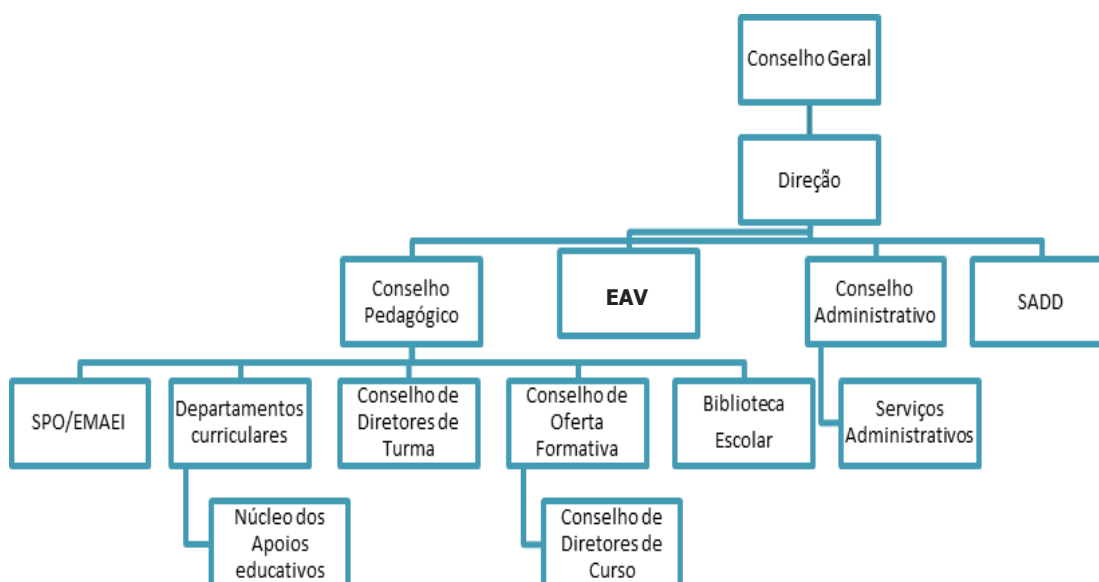 Conselho Geral
Direção
Conselho
Pedagógico
EAV
Conselho
Administrativo
SADD
SPO/EMAEI
Departamentos
curriculares
Conselho de
Diretores de
Turma
Conselho de
Oferta
Formativa
Biblioteca
Escolar
Serviços
Administrativos
Núcleo dos
Apoios
educativos
Conselho de
Diretores de
Curso